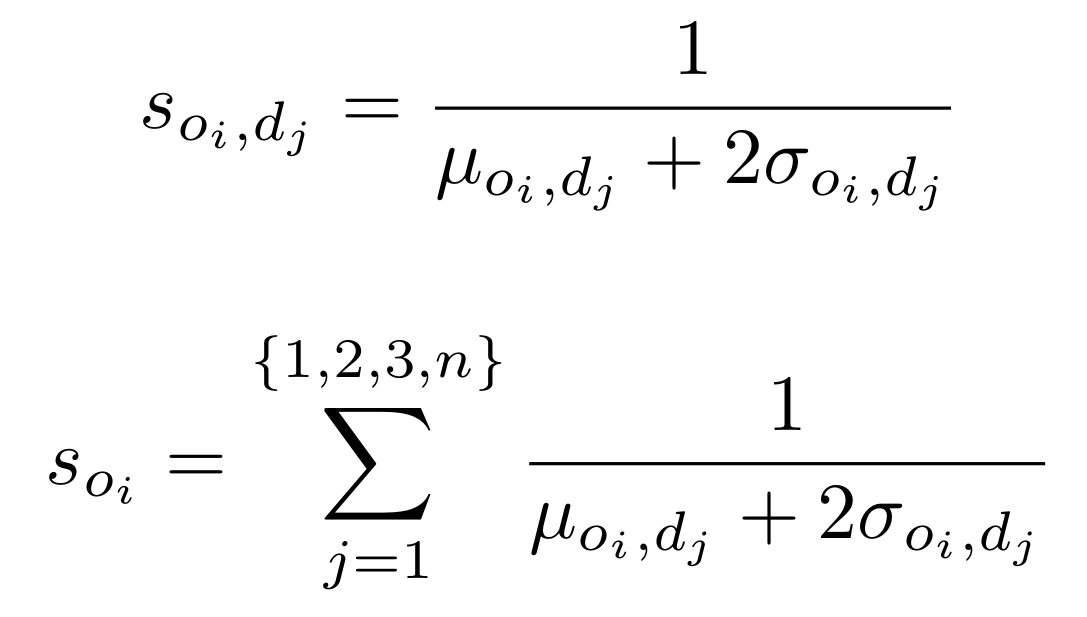 $s_{o_i,d_j} = \frac{1}{\mu_{o_i,d_j} + 2\sigma_{o_i,d_j}}$
$s_{o_i} = \sum_{j=1}^{\{1,2,3,n\}} \frac{1}{\mu_{o_i,d_j} + 2\sigma_{o_i,d_j}}$